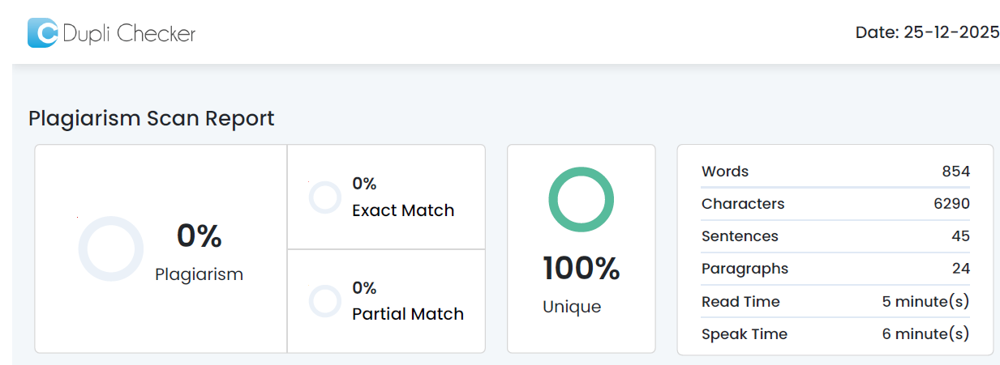 Dupli Checker
Date: 25-12-2025
Plagiarism Scan Report
0%
Plagiarism
0%
Exact Match
0%
Partial Match
100%
Unique
Words 854
Characters 6290
Sentences 45
Paragraphs 24
Read Time 5 minute(s)
Speak Time 6 minute(s)